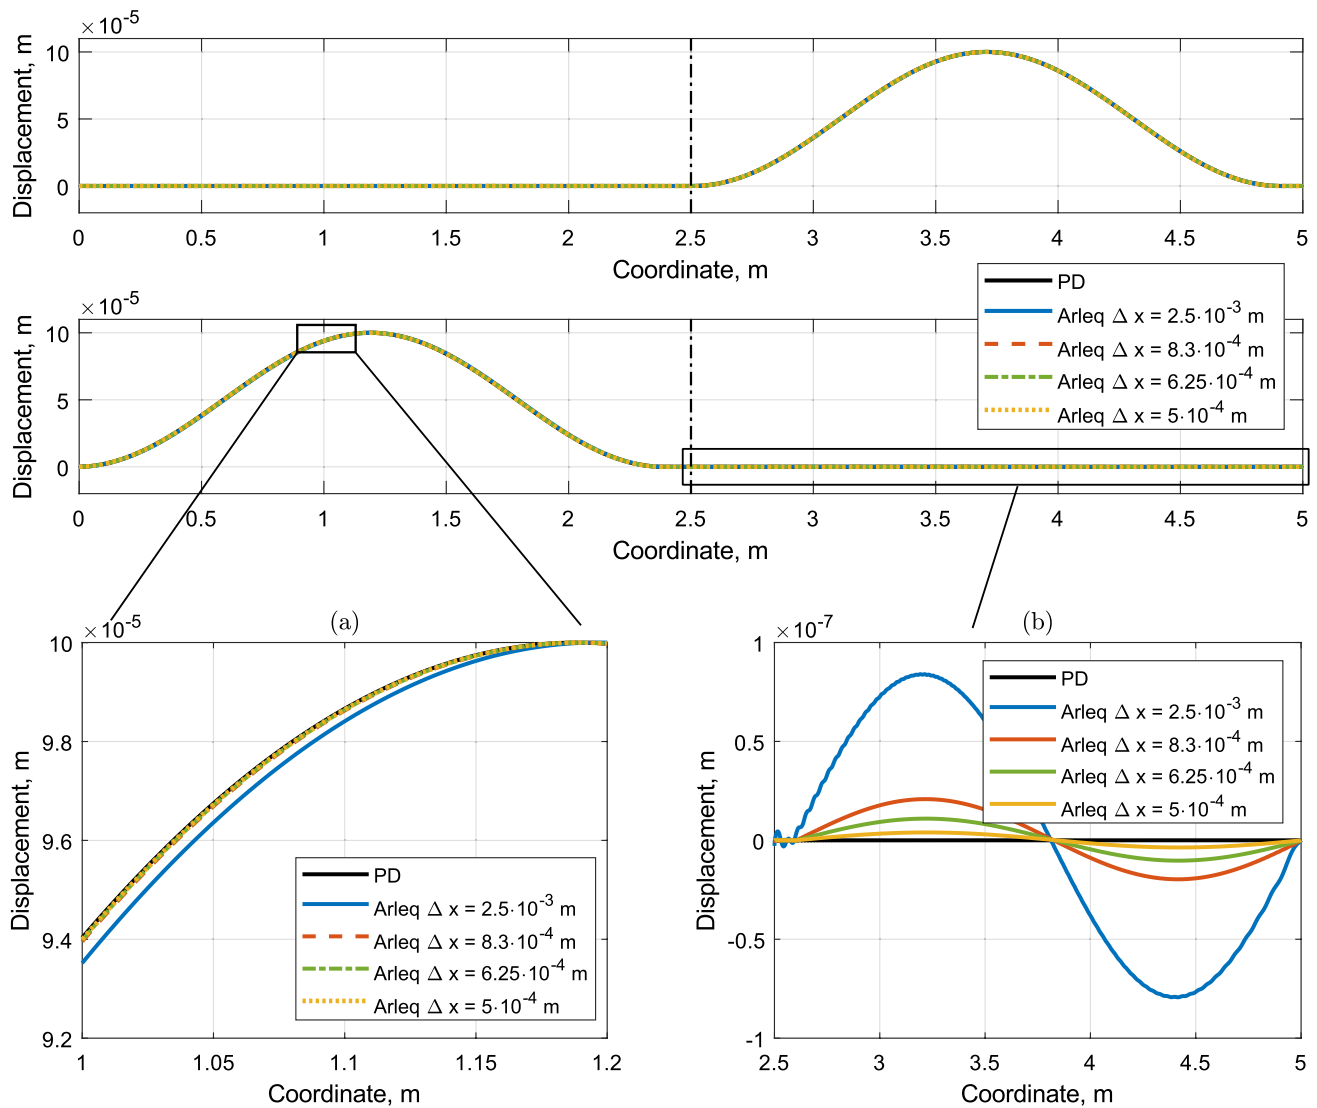 ×10-5
Displacement, m
10
5
0
0 0.5 1 1.5 2 2.5 3 3.5 4 4.5 5
Coordinate, m
×10-5
Displacement, m
10
5
0
0 0.5 1 1.5 2 2.5 3 3.5 4 4.5 5
Coordinate, m
PD
Arleq Δ x = 2.5·10-3 m
Arleq Δ x = 8.3·10-4 m
Arleq Δ x = 6.25·10-4 m
Arleq Δ x = 5·10-4 m
(a)
×10-5
Displacement, m
10
9.8
9.6
9.4
9.2
1 1.05 1.1 1.15 1.2
Coordinate, m
PD
Arleq Δ x = 2.5·10-3 m
Arleq Δ x = 8.3·10-4 m
Arleq Δ x = 6.25·10-4 m
Arleq Δ x = 5·10-4 m
(b)
×10-7
Displacement, m
1
0.5
0
-0.5
-1
2.5 3 3.5 4 4.5 5
Coordinate, m
PD
Arleq Δ x = 2.5·10-3 m
Arleq Δ x = 8.3·10-4 m
Arleq Δ x = 6.25·10-4 m
Arleq Δ x = 5·10-4 m